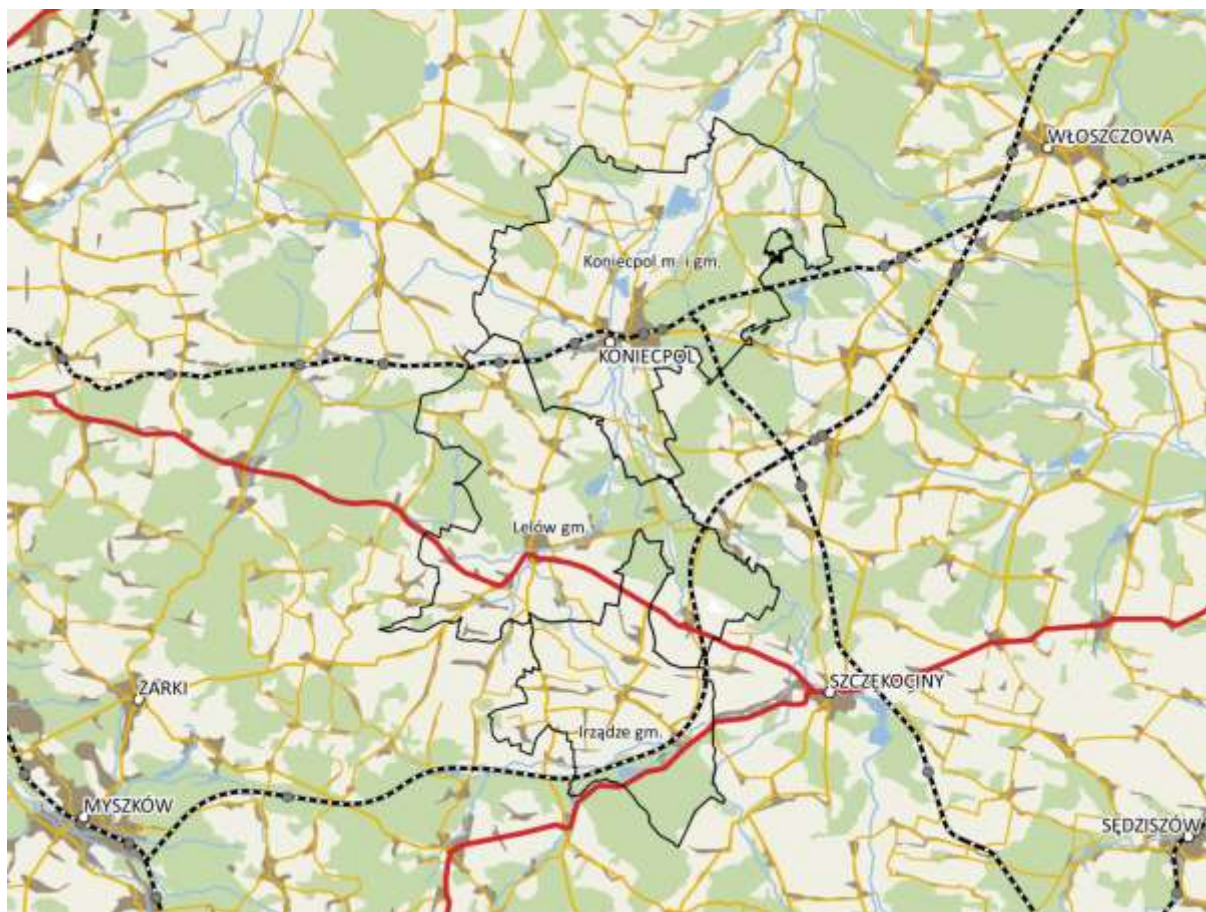 WŁOSZCZOWA
Koniecpol m. i gm.
KONIECPOL
Lelów gm.
ŻARKI
SZCZEKOCINY
Irządze gm.
MYSZKÓW
SĘDZISZÓW